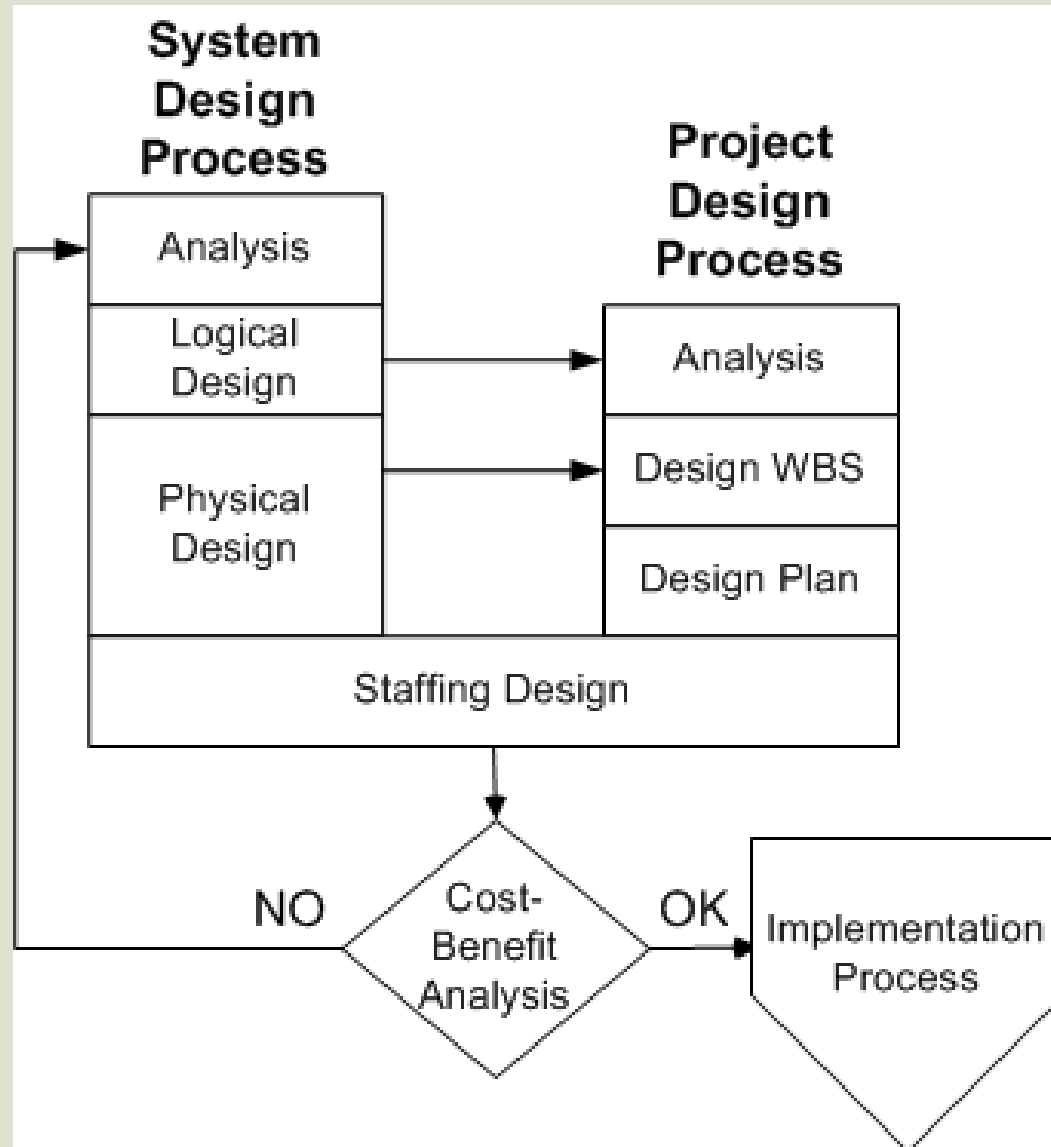 System
Design
Process
Analysis
Logical
Design
Physical
Design
Project
Design
Process
Analysis
Design WBS
Design Plan
Staffing Design
NO
Cost-
Benefit
Analysis
OK
Implementation
Process